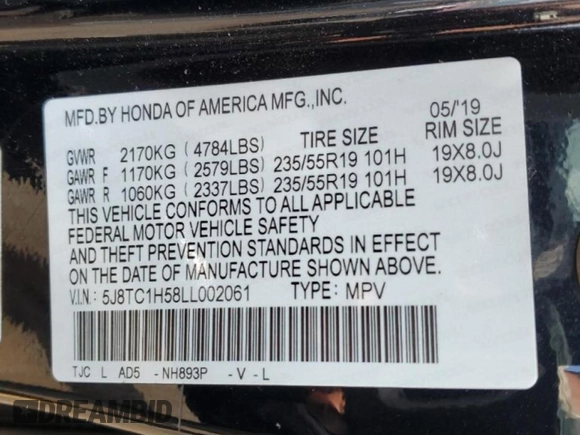 MFD.BY HONDA OF AMERICA MFG.,INC. 05/'19
GVWR 2170KG ( 4784LBS) TIRE SIZE RIM SIZE
GAWR F 1170KG ( 2579LBS) 235/55R19 101H 19X8.0J
GAWR R 1060KG ( 2337LBS) 235/55R19 101H 19X8.0J
THIS VEHICLE CONFORMS TO ALL APPLICABLE
FEDERAL MOTOR VEHICLE SAFETY
AND THEFT PREVENTION STANDARDS IN EFFECT
ON THE DATE OF MANUFACTURE SHOWN ABOVE.
V.I.N.: 5J8TC1H58LL002061 TYPE: MPV
TJC L AD5 - NH893P - V - L
DREAMBID